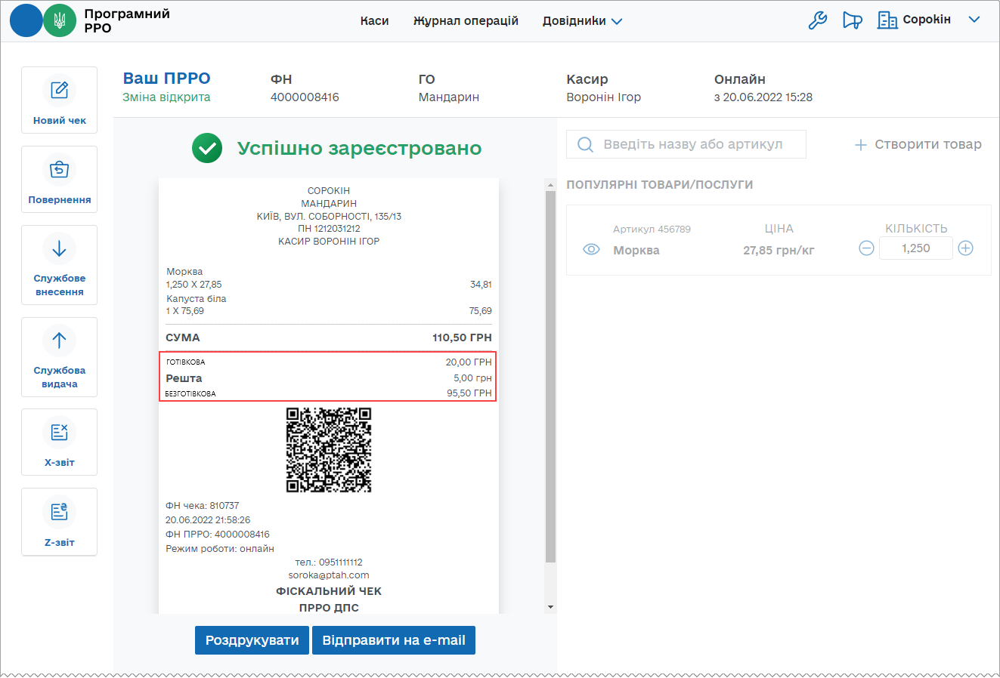 Програмний
РРО
Каси
Журнал операцій
Довідники
Сорокін
Новий чек
Повернення
Службове
внесення
Службова
видача
Х-звіт
Z-звіт
Ваш ПРРО
Зміна відкрита
ФН
4000008416
ГО
Мандарин
Касир
Воронін Ігор
Онлайн
з 20.06.2022 15:28
Успішно зареєстровано
СОРОКІН
МАНДАРИН
КИЇВ, ВУЛ. СОБОРНОСТІ, 135/13
ПН 1212031212
КАСИР ВОРОНІН ІГОР
Морква
1,250 X 27,85 34,81
Капуста біла
1 X 75,69 75,69
СУМА 110,50 ГРН
ГОТІВКОВА 20,00 ГРН
Решта 5,00 грн
БЕЗГОТІВКОВА 95,50 ГРН
ФН чека: 810737
20.06.2022 21:58:26
ФН ПРРО: 4000008416
Режим роботи: онлайн
тел.: 0951111112
soroka@ptah.com
ФІСКАЛЬНИЙ ЧЕК
ПРРО ДПС
Роздрукувати
Відправити на e-mail
Введіть назву або артикул
Створити товар
ПОПУЛЯРНІ ТОВАРИ/ПОСЛУГИ
Артикул 456789
Морква
ЦІНА
27,85 грн/кг
КІЛЬКІСТЬ
1,250